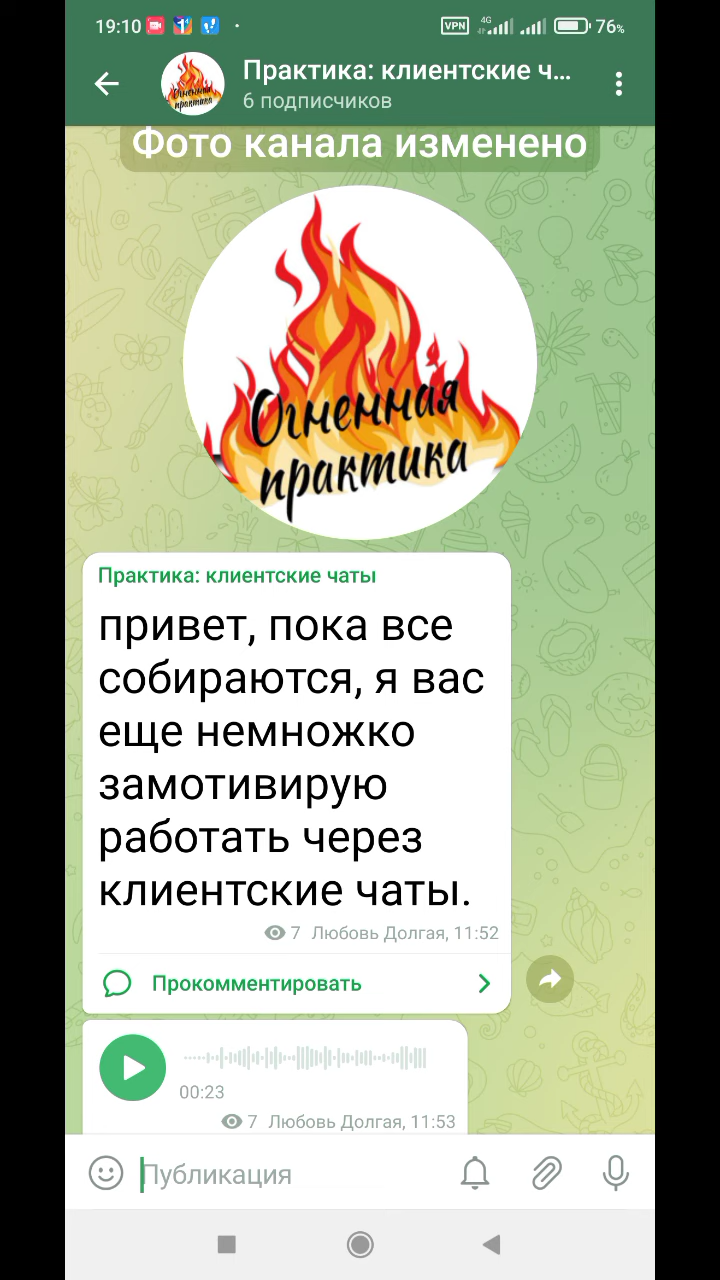 19:10
VPN 4G 76%
Практика: клиентские ч...
6 подписчиков
Фото канала изменено
Огненная
практика
Огненная
практика
Практика: клиентские чаты
привет, пока все
собираются, я вас
еще немножко
замотивирую
работать через
клиентские чаты.
7 Любовь Долгая, 11:52
Прокомментировать
00:23
7 Любовь Долгая, 11:53
Публикация